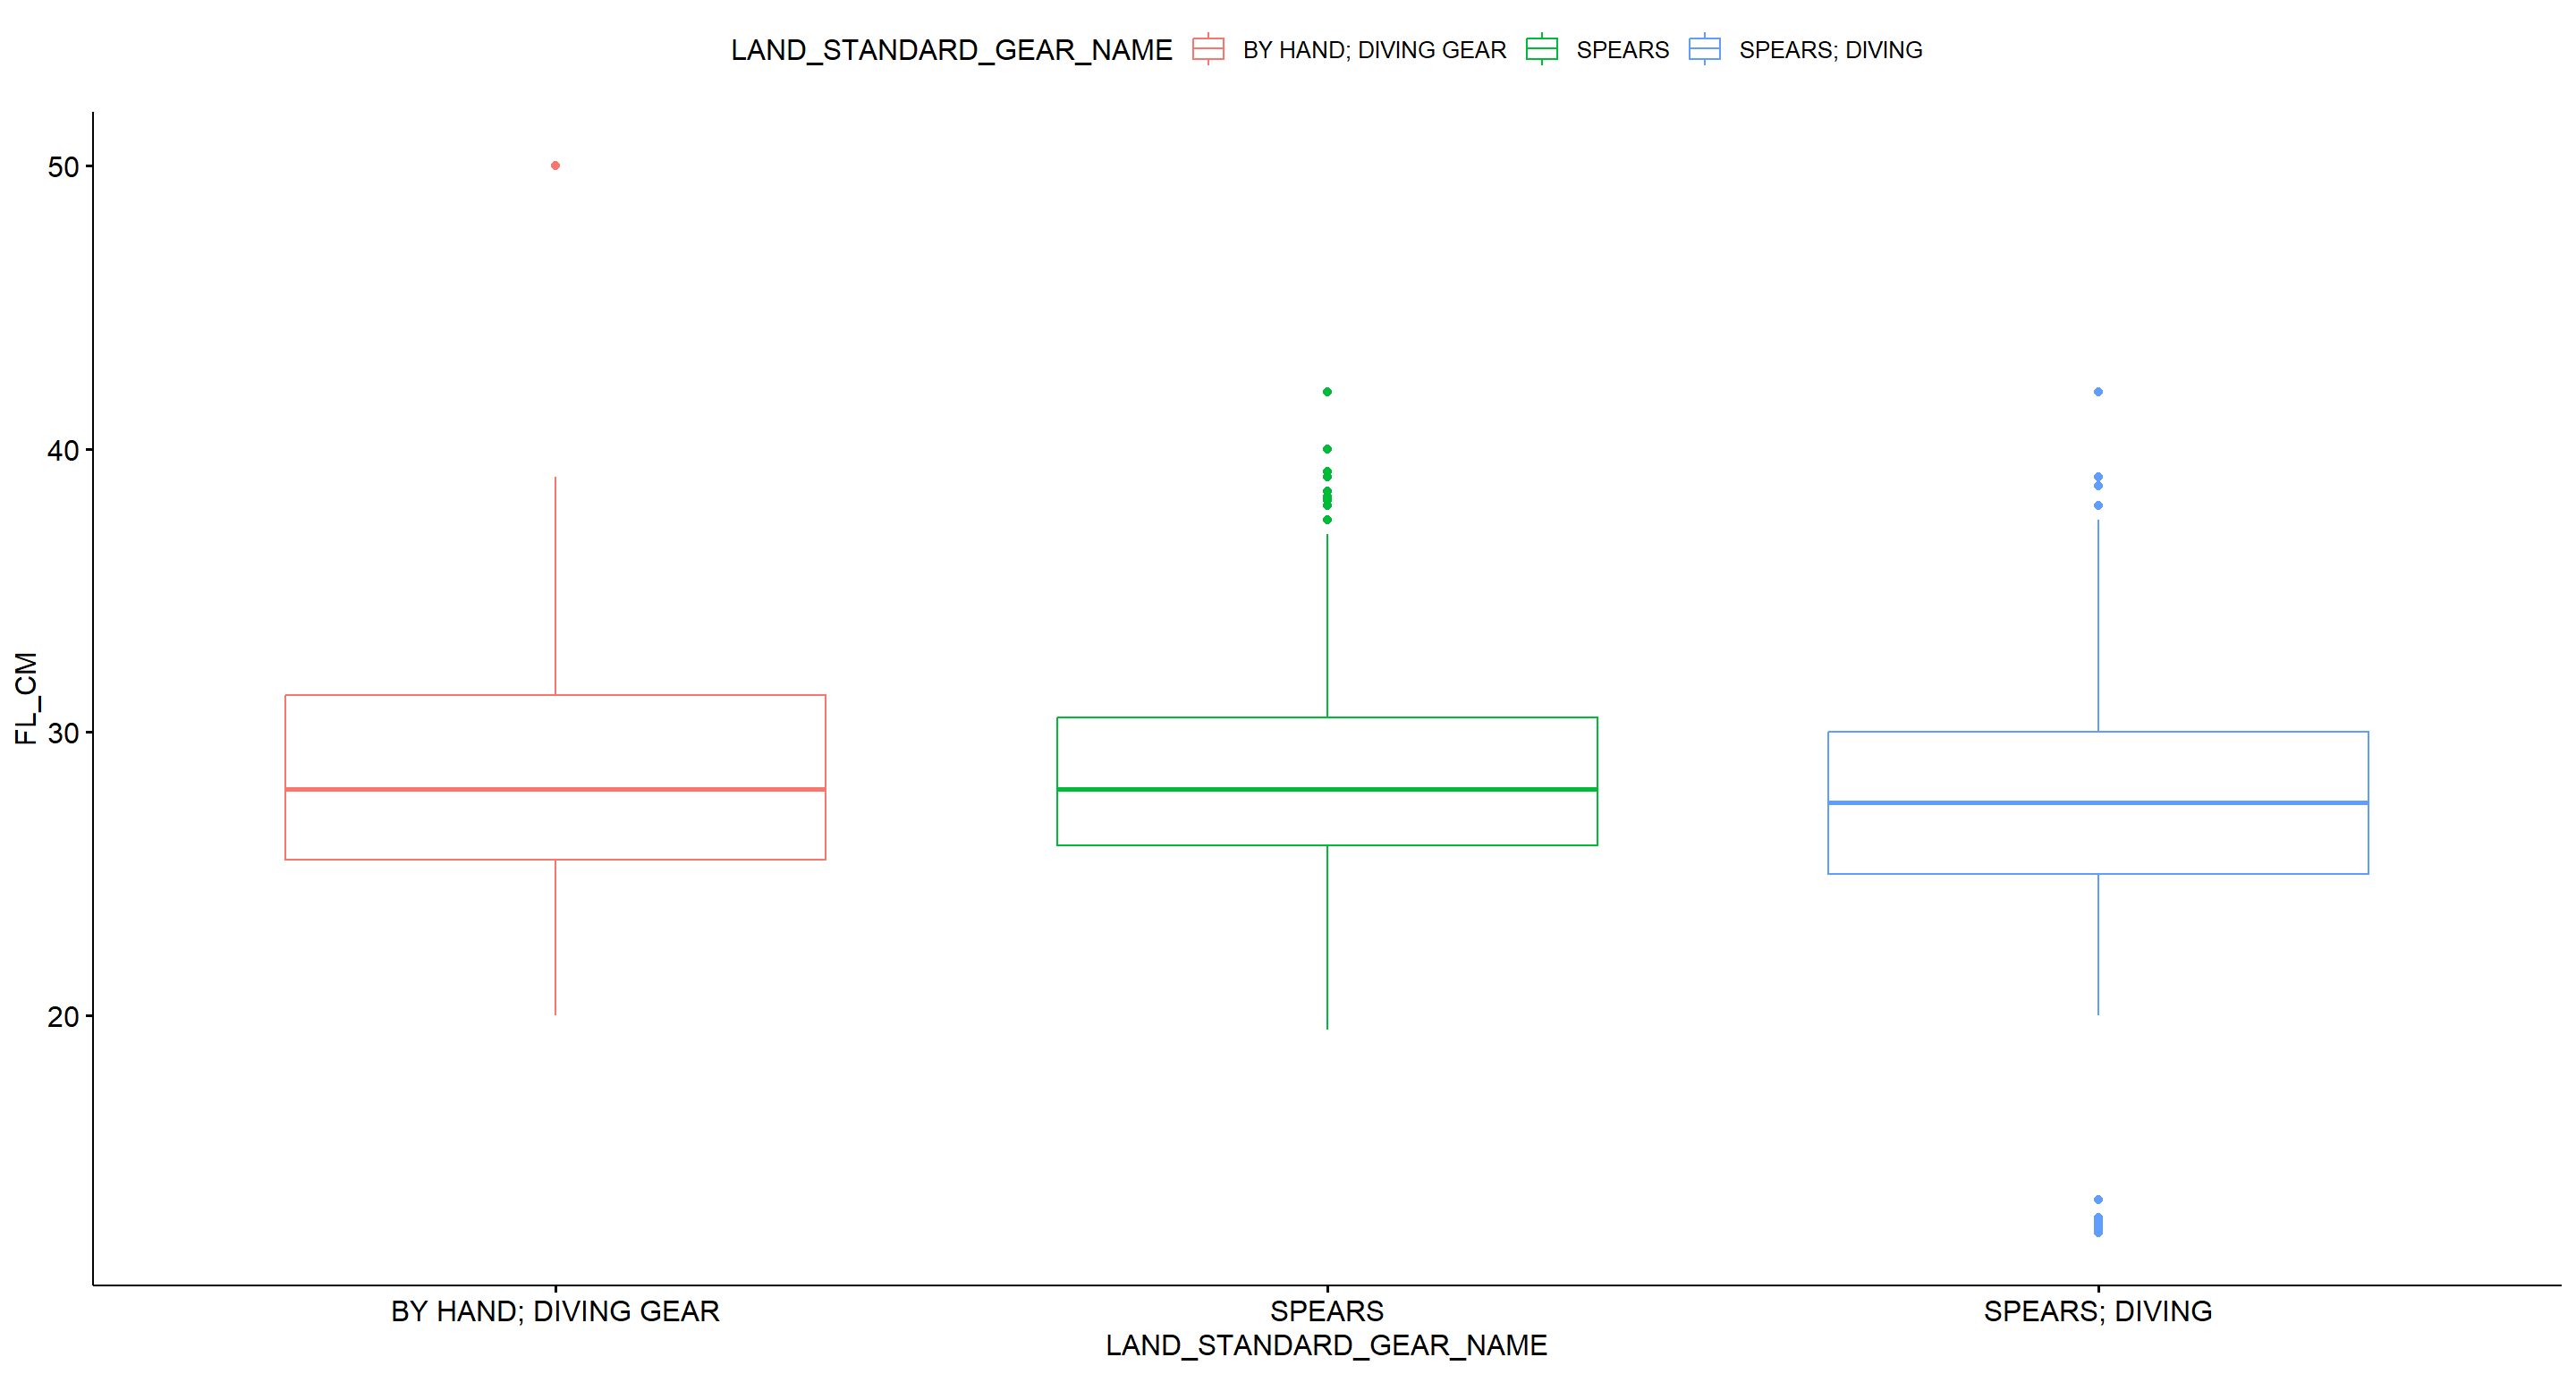 LAND_STANDARD_GEAR_NAME BY HAND; DIVING GEAR SPEARS SPEARS; DIVING
50
40
30
20
FL_CM
BY HAND; DIVING GEAR SPEARS SPEARS; DIVING
LAND_STANDARD_GEAR_NAME